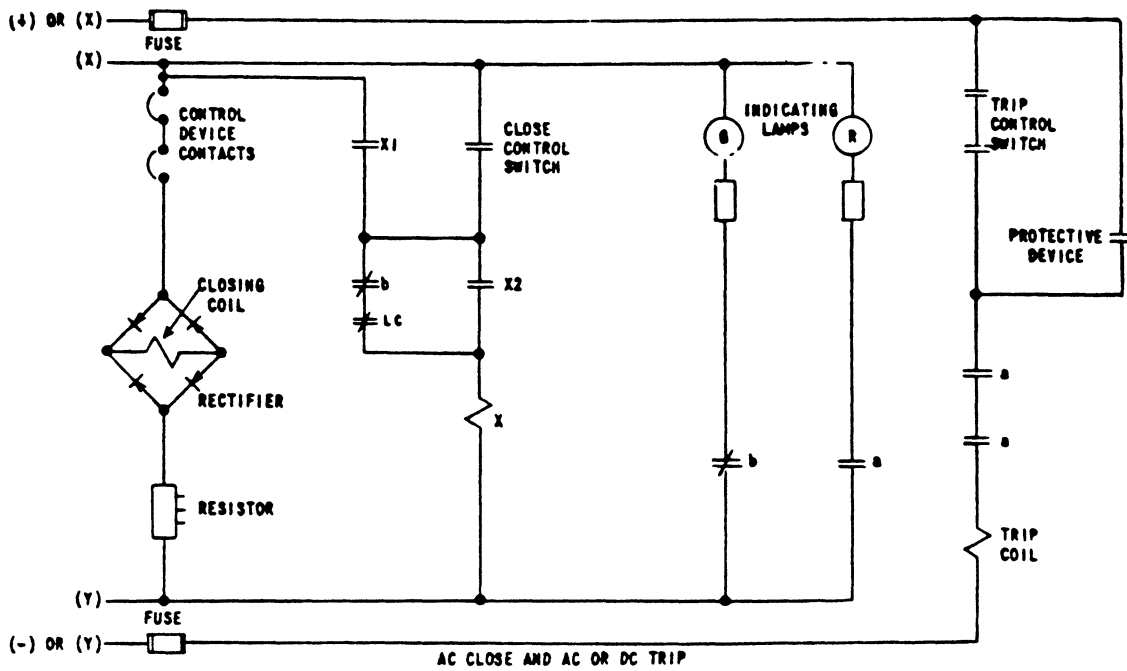 (+) OR (X)
FUSE
(X)
CONTROL
DEVICE
CONTACTS
X1
CLOSE
CONTROL
SWITCH
INDICATING
LAMPS
G
R
TRIP
CONTROL
SWITCH
PROTECTIVE
DEVICE
CLOSING
COIL
b
X2
LC
RECTIFIER
X
a
a
b
a
RESISTOR
TRIP
COIL
(Y)
FUSE
(-) OR (Y)
AC CLOSE AND AC OR DC TRIP